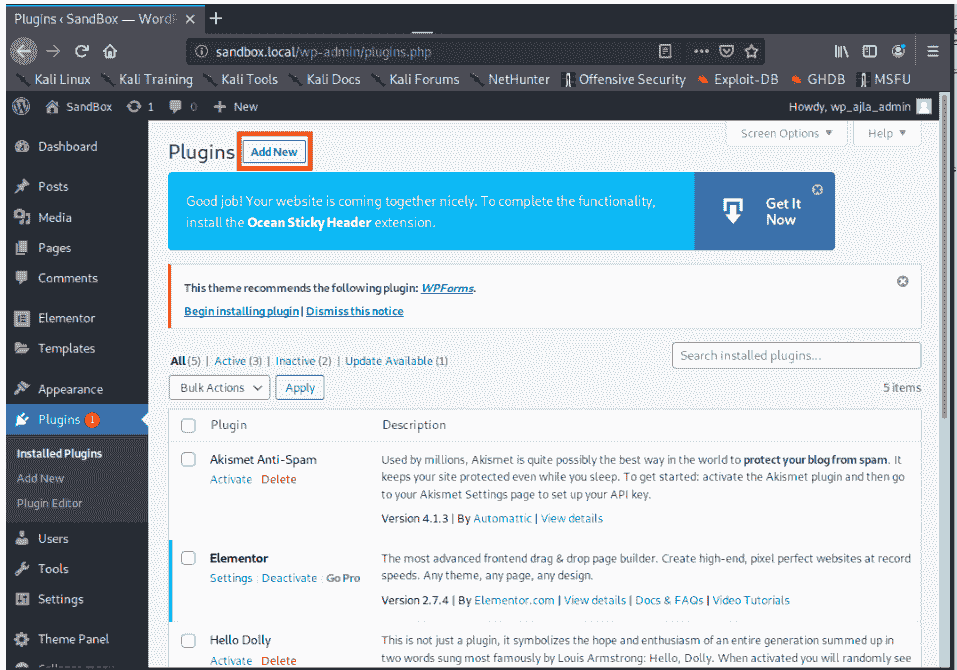 Plugins ‹ SandBox — WordP
sandbox.local/wp-admin/plugins.php
Kali Linux Kali Training Kali Tools Kali Docs Kali Forums NetHunter Offensive Security Exploit-DB GHDB MSFU
SandBox 1 0 New Howdy, wp_ajla_admin
Screen Options Help
Dashboard
Posts
Media
Pages
Comments
Elementor
Templates
Appearance
Plugins 1
Installed Plugins
Add New
Plugin Editor
Users
Tools
Settings
Theme Panel
Collapse menu
Plugins Add New
Good job! Your website is coming together nicely. To complete the functionality,
install the Ocean Sticky Header extension.
Get It
Now
This theme recommends the following plugin: WPForms.
Begin installing plugin | Dismiss this notice
All (5) | Active (3) | Inactive (2) | Update Available (1)
Search installed plugins...
Bulk Actions Apply
5 items
Plugin Description
Akismet Anti-Spam
Activate Delete
Used by millions, Akismet is quite possibly the best way in the world to protect your blog from spam. It
keeps your site protected even while you sleep. To get started: activate the Akismet plugin and then go
to your Akismet Settings page to set up your API key.
Version 4.1.3 | By Automattic | View details
Elementor
Settings Deactivate Go Pro
The most advanced frontend drag & drop page builder. Create high-end, pixel perfect websites at record
speeds. Any theme, any page, any design.
Version 2.7.4 | By Elementor.com | View details | Docs & FAQs | Video Tutorials
Hello Dolly
Activate Delete
This is not just a plugin, it symbolizes the hope and enthusiasm of an entire generation summed up in
two words sung most famously by Louis Armstrong: Hello, Dolly. When activated you will randomly see